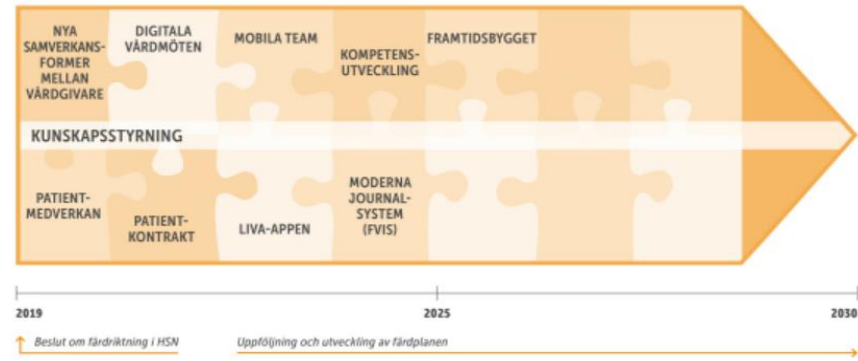 NYA
SAMVERKANS-
FORMER
MELLAN
VÅRDGIVARE
DIGITALA
VÅRDMÖTEN
MOBILA TEAM
KOMPETENS-
UTVECKLING
FRAMTIDSBYGGET
KUNSKAPSSTYRNING
PATIENT-
MEDVERKAN
PATIENT-
KONTRAKT
LIVA-APPEN
MODERNA
JOURNAL-
SYSTEM
(FVIS)
2019
2025
2030
Beslut om färdriktning i HSN
Uppföljning och utveckling av färdplanen